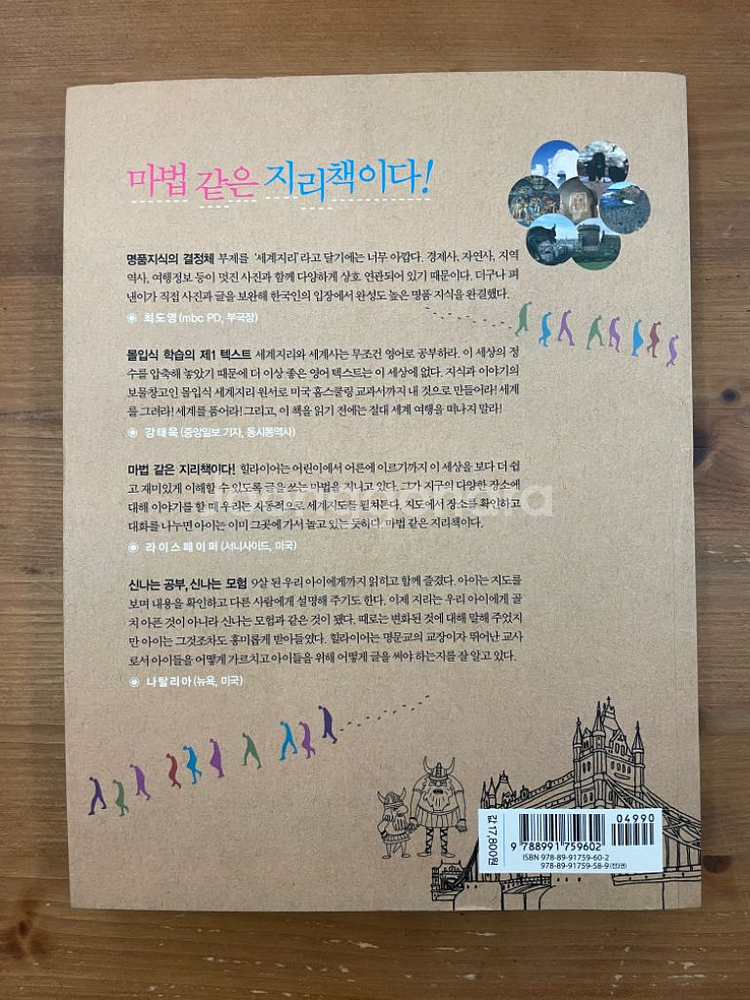 마법 같은 지리책이다!
명품지식의 결정체 부제를 '세계지리'라고 달기에는 너무 아깝다. 경제사, 자연사, 지역
역사, 여행정보 등이 멋진 사진과 함께 다양하게 상호 연관되어 있기 때문이다. 더구나 펴
낸이가 직접 사진과 글을 보완해 한국인의 입장에서 완성도 높은 명품 지식을 완결했다.
◉ 최도영(mbc PD, 부국장)
몰입식 학습의 제1 텍스트 세계지리와 세계사는 무조건 영어로 공부하라. 이 세상의 정
수를 압축해 놓았기 때문에 더 이상 좋은 영어 텍스트는 이 세상에 없다. 지식과 이야기의
보물창고인 몰입식 세계지리 원서로 미국 홈스쿨링 교과서까지 내 것으로 만들어라! 세계
를 그려라! 세계를 품어라! 그리고, 이 책을 읽기 전에는 절대 세계 여행을 떠나지 말라!
◉ 강태욱(중앙일보 기자, 동시통역사)
마법 같은 지리책이다! 힐라이어는 어린이에서 어른에 이르기까지 이 세상을 보다 더 쉽
고 재미있게 이해할 수 있도록 글을 쓰는 마법을 지니고 있다. 그가 지구의 다양한 장소에
대해 이야기를 할 때 우리는 자동적으로 세계지도를 펼쳐든다. 지도에서 장소를 확인하고
대화를 나누면 아이는 이미 그곳에 가서 놀고 있는 듯하다. 마법 같은 지리책이다.
◉ 라이스페이퍼(서니사이드, 미국)
신나는 공부, 신나는 모험 9살 된 우리 아이에게까지 읽히고 함께 즐겼다. 아이는 지도를
보며 내용을 확인하고 다른 사람에게 설명해 주기도 한다. 이제 지리는 우리 아이에게 골
치 아픈 것이 아니라 신나는 모험과 같은 것이 됐다. 때로는 변화된 것에 대해 말해 주었지
만 아이는 그것조차도 흥미롭게 받아들였다. 힐라이어는 명문교의 교장이자 뛰어난 교사
로서 아이들을 어떻게 가르치고 아이들을 위해 어떻게 글을 써야 하는지를 잘 알고 있다.
◉ 나탈리아(뉴욕, 미국)
값 17,800원
04990
9 788991 759602
ISBN 978-89-91759-60-2
978-89-91759-58-9(전2권)